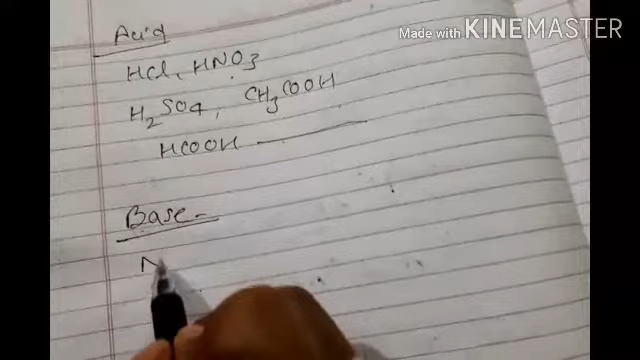 Made with KINEMASTER
Acid
HCl, HNO3
H2SO4, CH3COOH
HCOOH
Base -
N